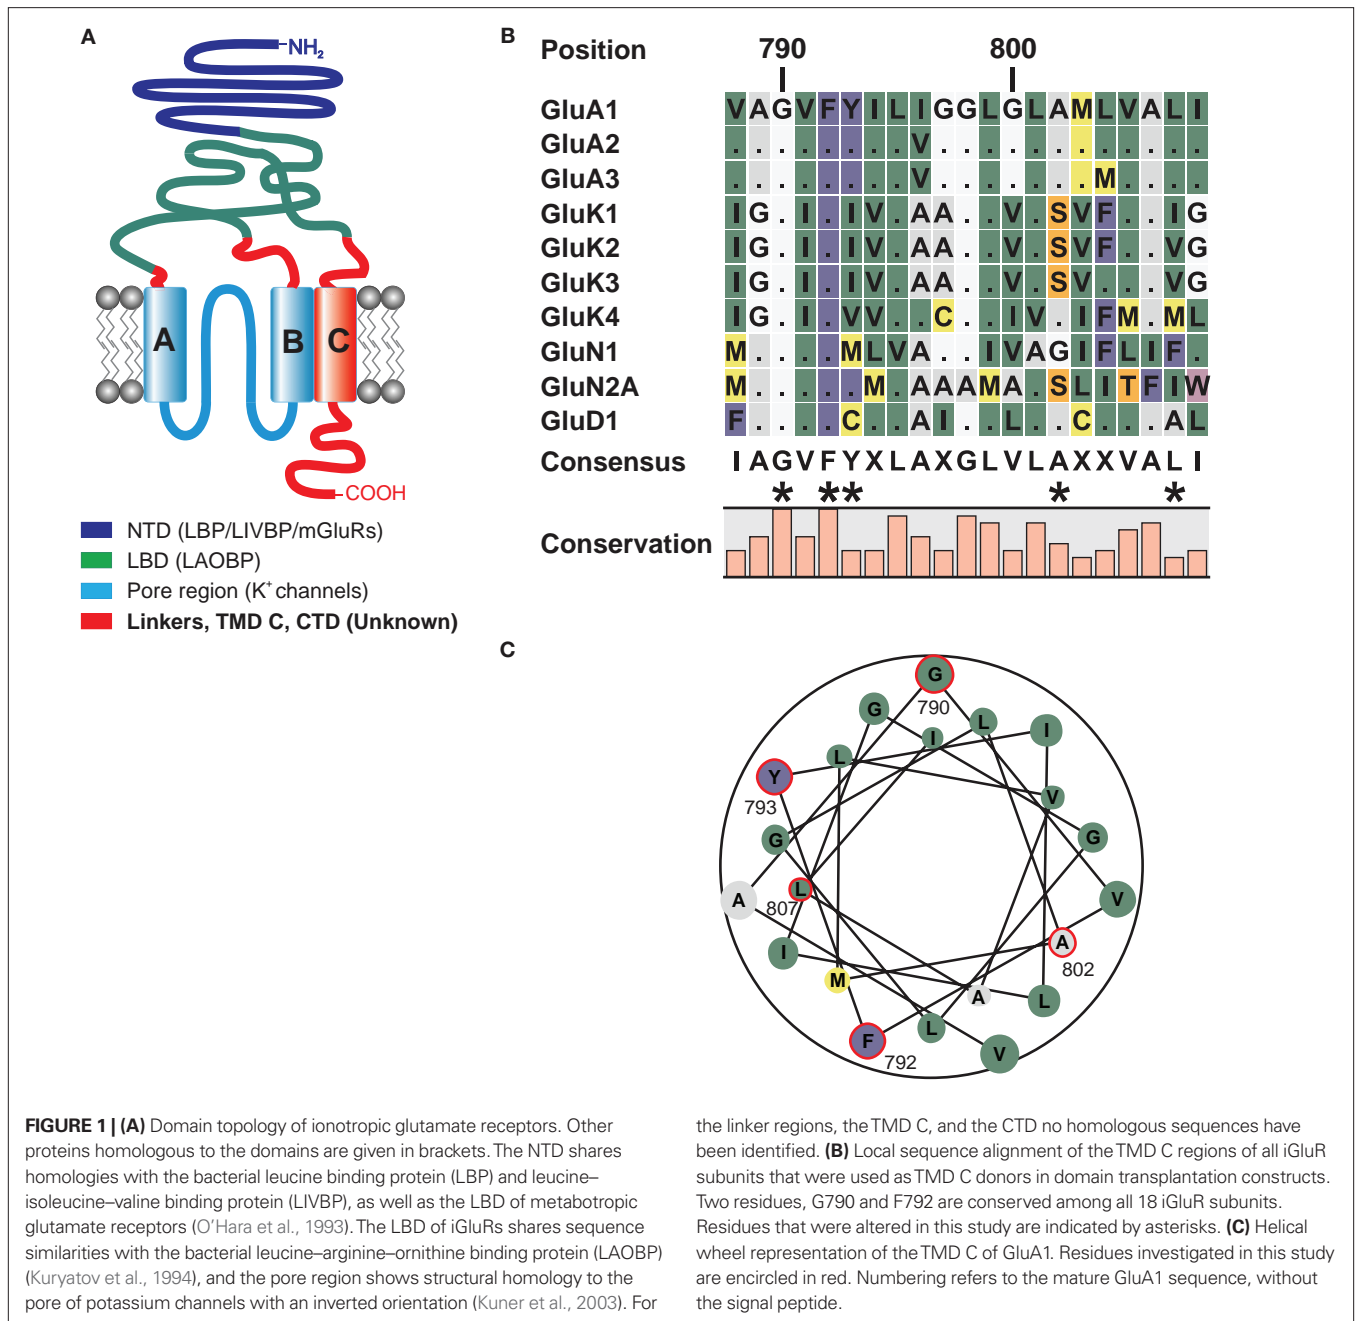 A
NH2
A
B
C
COOH
NTD (LBP/LIVBP/mGluRs)
LBD (LAOBP)
Pore region (K+ channels)
Linkers, TMD C, CTD (Unknown)
B
Position 790 800
GluA1 V A G V F Y I L I G G L G L A M L V A L I
GluA2 . . . . . . . . V . . . . . . . . . . . .
GluA3 . . . . . . . . V . . . . . . . M . . . .
GluK1 I G . I . I V . A A . . V . S V F . . I G
GluK2 I G . I . I V . A A . . V . S V F . . V G
GluK3 I G . I . I V . A A . . V . S V . . . V G
GluK4 I G . I . V V . . C . . I V . I F M . M L
GluN1 M . . . . M L V A . . I V A G I F L I F .
GluN2A M . . . . . M . A A A M A . S L I T F I W
GluD1 F . . . . C . . A I . . L . . C . . . A L
Consensus I A G V F Y X L A X G L V L A X X V A L I
* * * * *
Conservation
C
G
790
G
L
I
I
L
Y
793
V
G
G
A
L
807
V
A
802
I
M
A
L
L
F
792
V
FIGURE 1 | (A) Domain topology of ionotropic glutamate receptors. Other
proteins homologous to the domains are given in brackets. The NTD shares
homologies with the bacterial leucine binding protein (LBP) and leucine–
isoleucine–valine binding protein (LIVBP), as well as the LBD of metabotropic
glutamate receptors (O'Hara et al., 1993). The LBD of iGluRs shares sequence
similarities with the bacterial leucine–arginine–ornithine binding protein (LAOBP)
(Kuryatov et al., 1994), and the pore region shows structural homology to the
pore of potassium channels with an inverted orientation (Kuner et al., 2003). For
the linker regions, the TMD C, and the CTD no homologous sequences have
been identified. (B) Local sequence alignment of the TMD C regions of all iGluR
subunits that were used as TMD C donors in domain transplantation constructs.
Two residues, G790 and F792 are conserved among all 18 iGluR subunits.
Residues that were altered in this study are indicated by asterisks. (C) Helical
wheel representation of the TMD C of GluA1. Residues investigated in this study
are encircled in red. Numbering refers to the mature GluA1 sequence, without
the signal peptide.